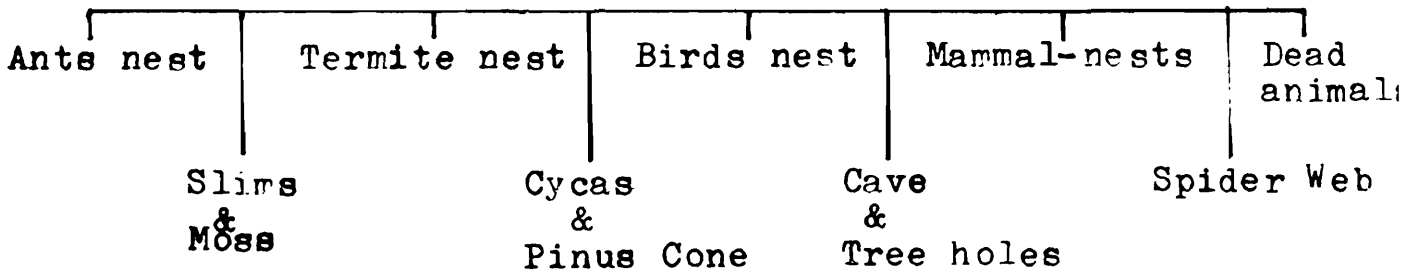 Ants nest Termite nest Birds nest Mammal-nests Dead
animals
Slims Cycas Cave Spider Web
& & &
Moss Pinus Cone Tree holes